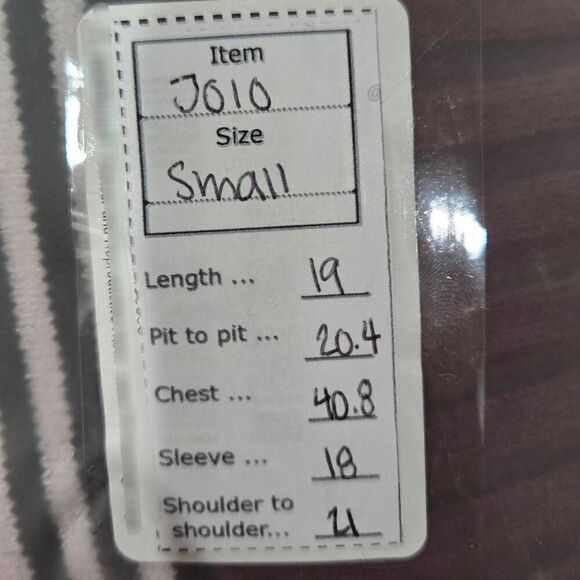 Item
J010
Size
Small
Length ... 19
Pit to pit ... 20.4
Chest ... 40.8
Sleeve ... 18
Shoulder to
shoulder... 21